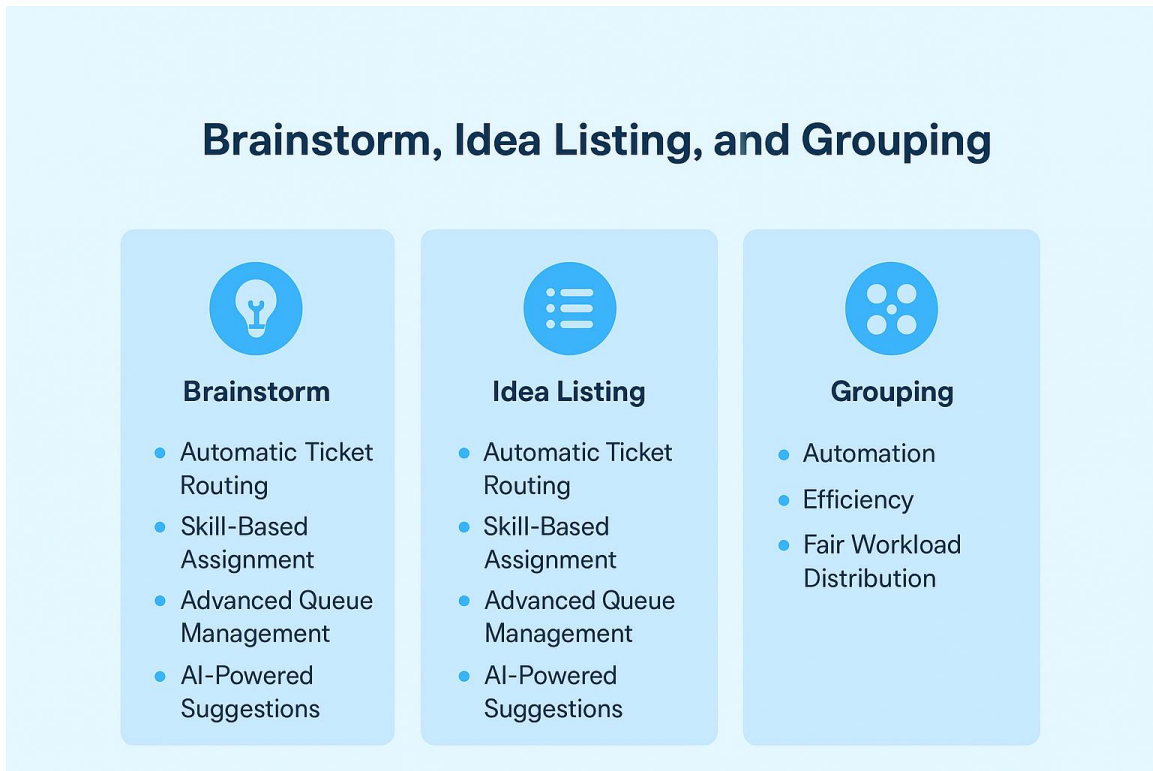 Brainstorm, Idea Listing, and Grouping
Brainstorm
Automatic Ticket
Routing
Skill-Based
Assignment
Advanced Queue
Management
AI-Powered
Suggestions
Idea Listing
Automatic Ticket
Routing
Skill-Based
Assignment
Advanced Queue
Management
AI-Powered
Suggestions
Grouping
Automation
Efficiency
Fair Workload
Distribution